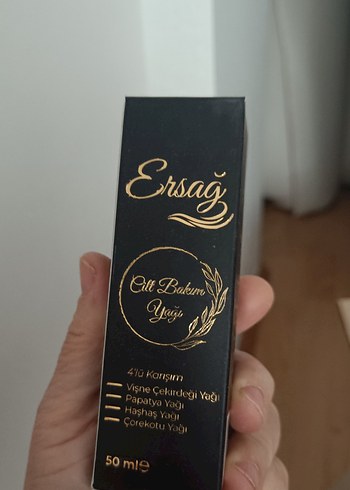 Ersağ
Cilt Bakım
Yağı
4'lü Karışım
Vişne Çekirdeği Yağı
Papatya Yağı
Haşhaş Yağı
Çörekotu Yağı
50 ml ℮